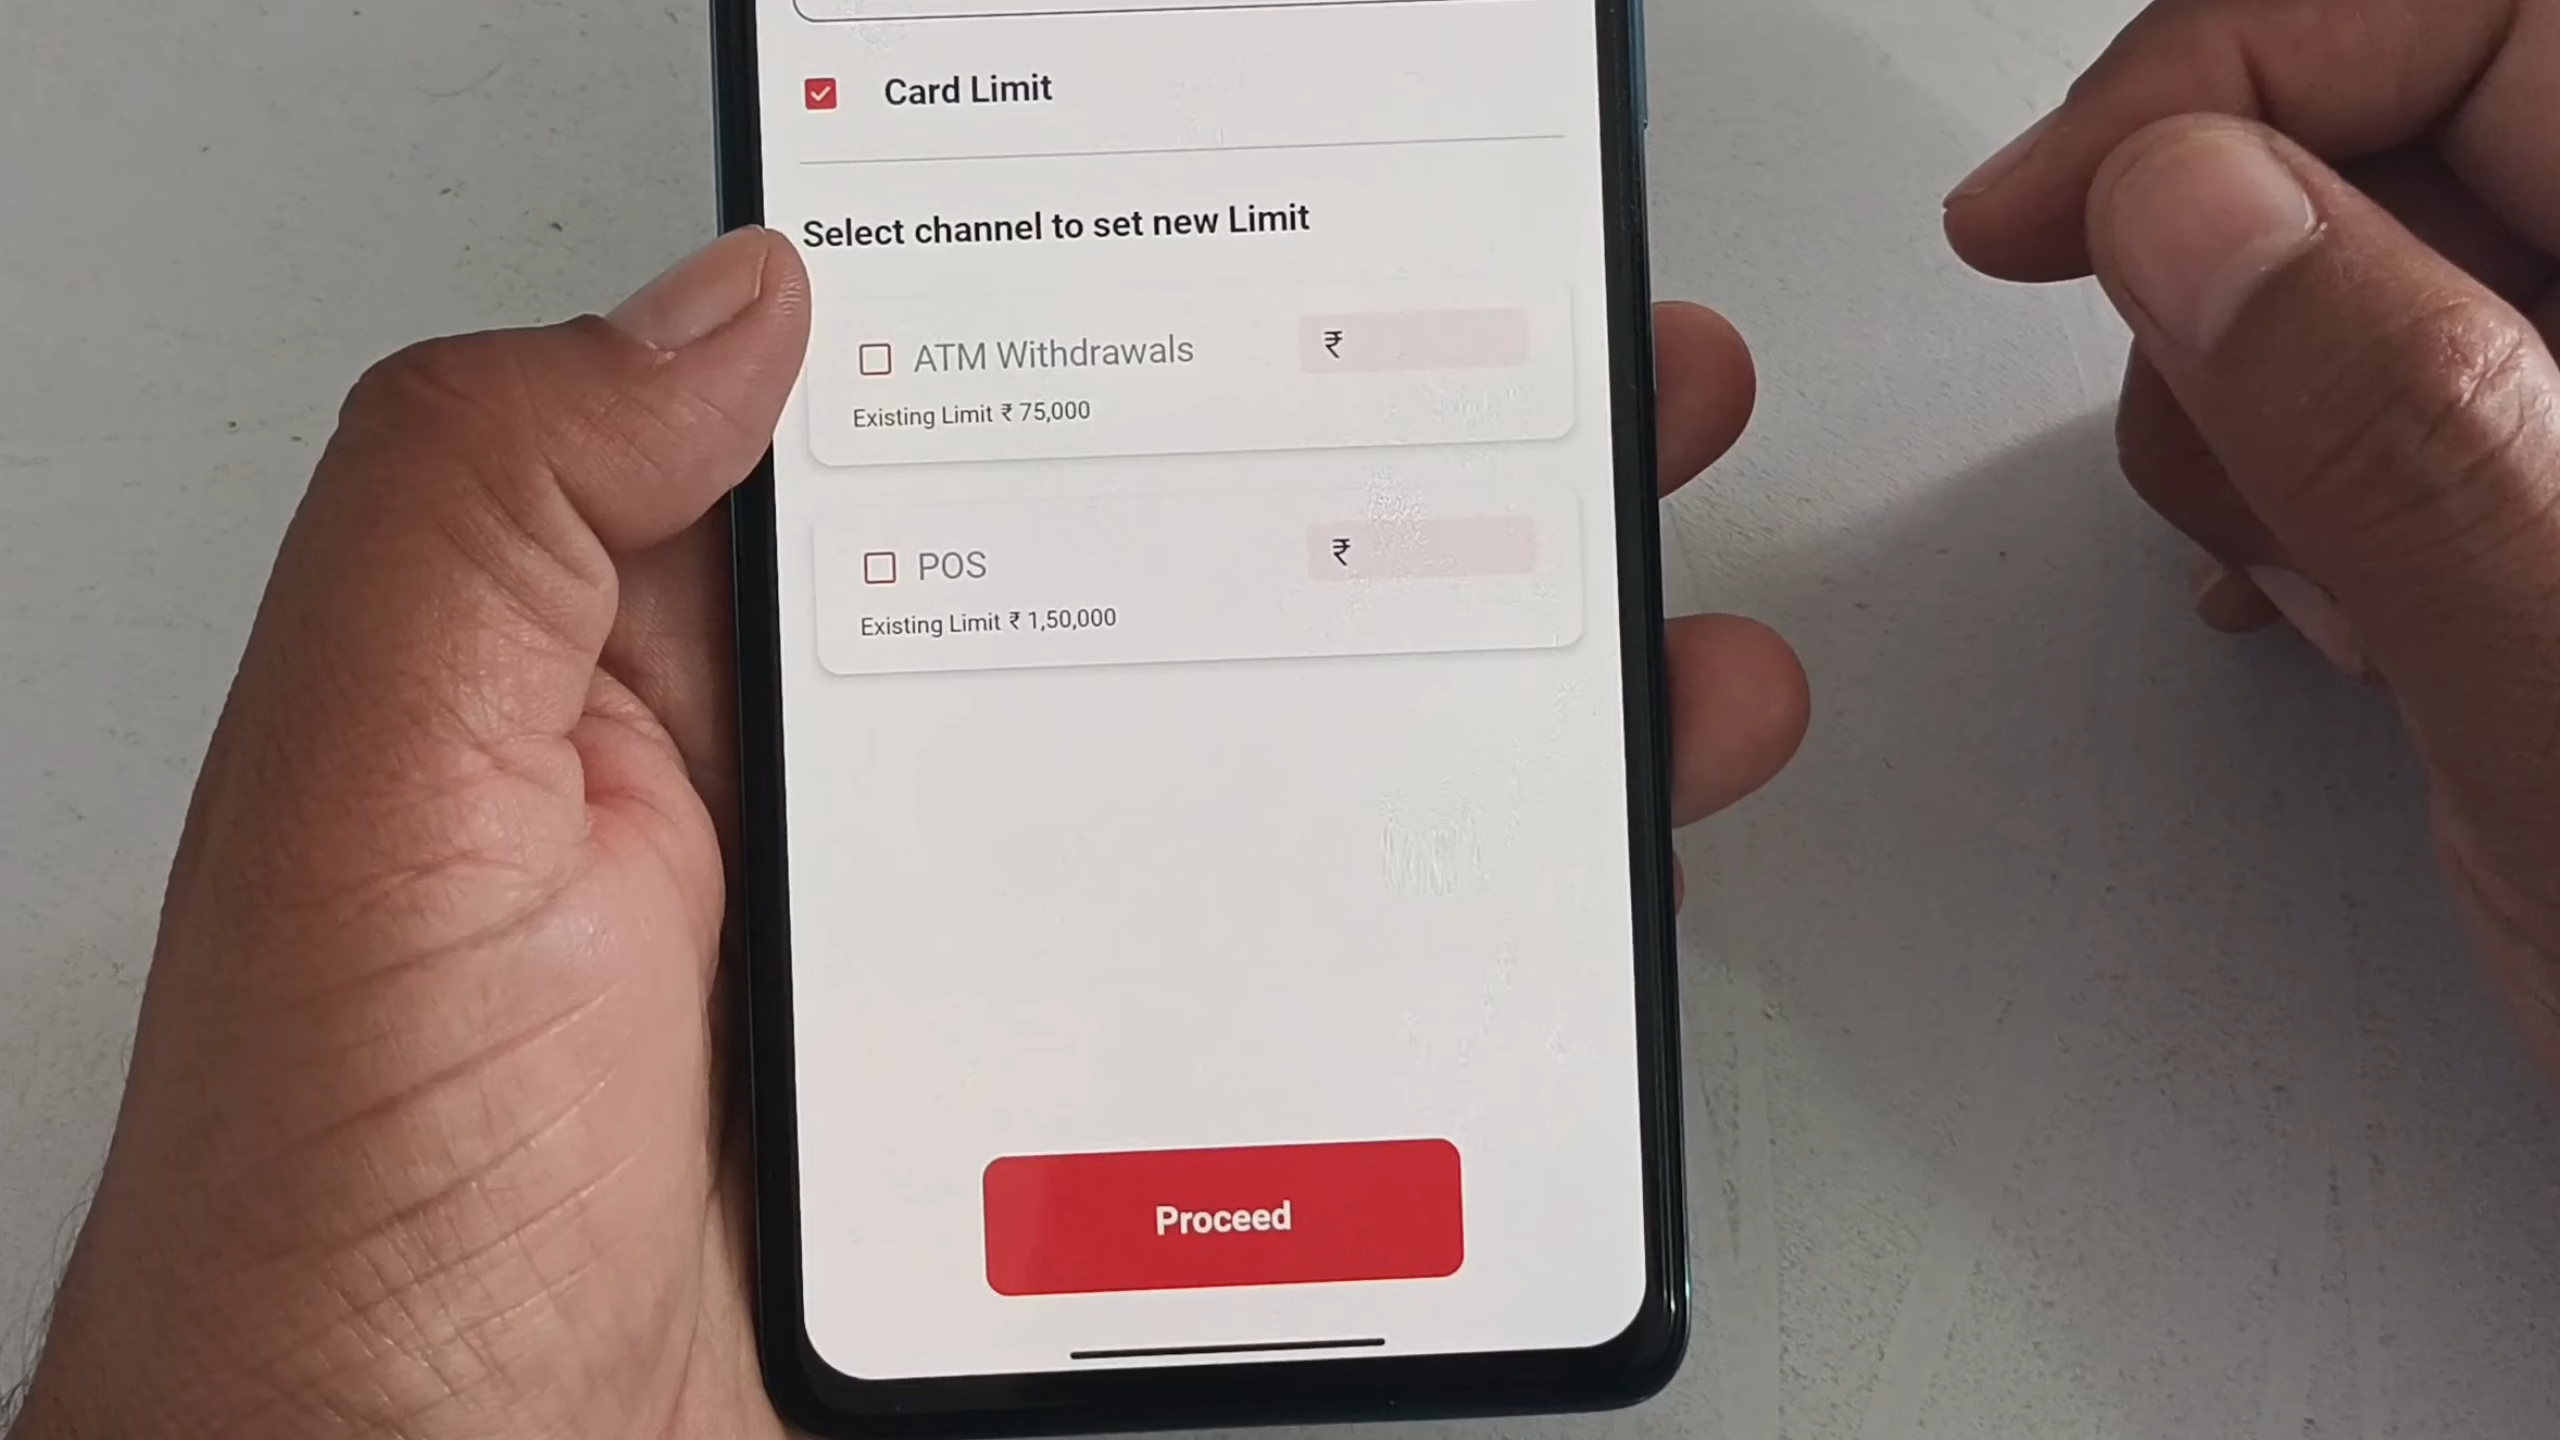 Card Limit
Select channel to set new Limit
ATM Withdrawals ₹
Existing Limit ₹ 75,000
POS ₹
Existing Limit ₹ 1,50,000
Proceed